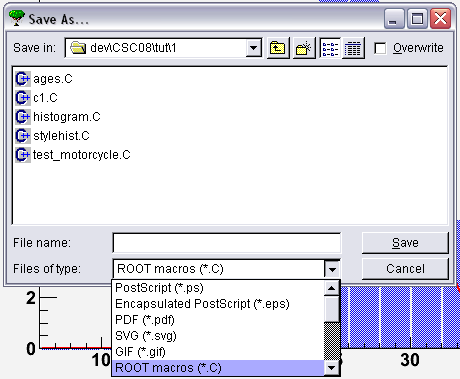 Save As...
Save in: dev\CSC08\tut\1 Overwrite
ages.C
c1.C
histogram.C
stylehist.C
test_motorcycle.C
File name: Save
Files of type: ROOT macros (*.C) Cancel
PostScript (*.ps)
Encapsulated PostScript (*.eps)
PDF (*.pdf)
SVG (*.svg)
GIF (*.gif)
ROOT macros (*.C)
2
0
10 30